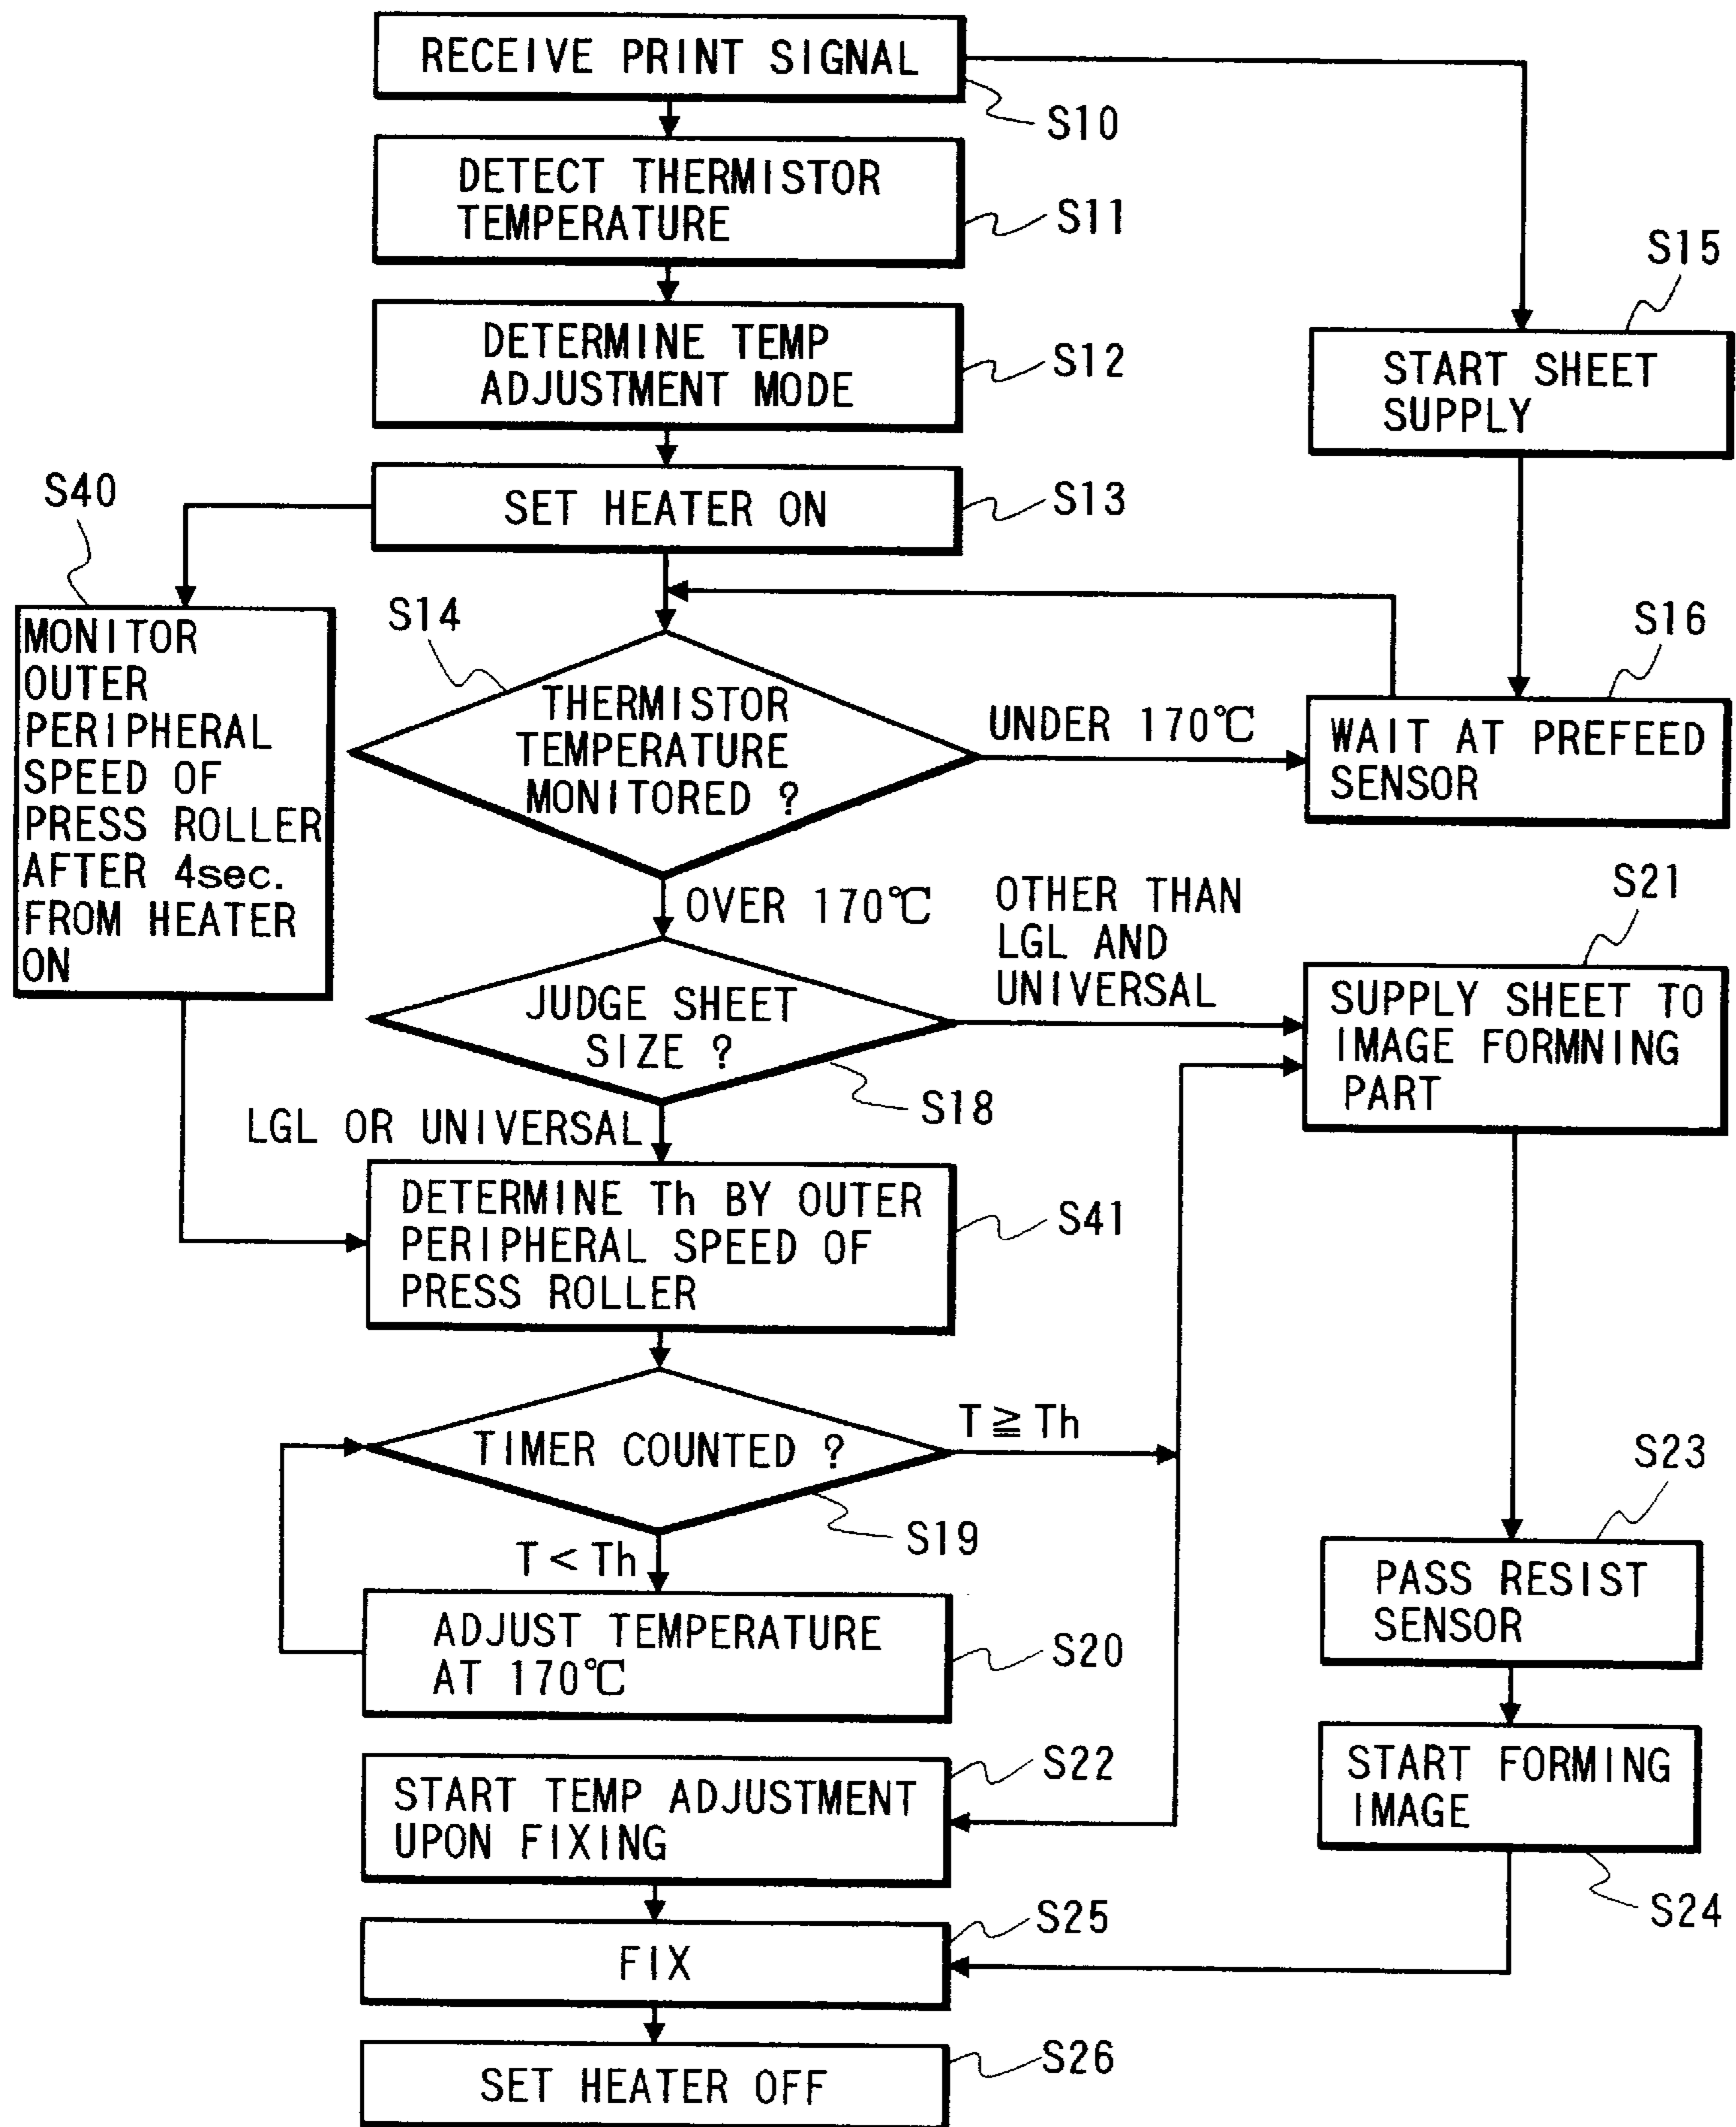 RECEIVE PRINT SIGNAL
S10
DETECT THERMISTOR
TEMPERATURE
S11
DETERMINE TEMP
ADJUSTMENT MODE
S12
SET HEATER ON
S13
S15
START SHEET
SUPPLY
S40
MONITOR
OUTER
PERIPHERAL
SPEED OF
PRESS ROLLER
AFTER 4sec.
FROM HEATER
ON
S14
THERMISTOR
TEMPERATURE
MONITORED ?
UNDER 170℃
S16
WAIT AT PREFEED
SENSOR
OVER 170℃
OTHER THAN
LGL AND
UNIVERSAL
JUDGE SHEET
SIZE ?
S18
S21
SUPPLY SHEET TO
IMAGE FORMNING
PART
LGL OR UNIVERSAL
DETERMINE Th BY OUTER
PERIPHERAL SPEED OF
PRESS ROLLER
S41
TIMER COUNTED ?
T ≧ Th
S19
T < Th
ADJUST TEMPERATURE
AT 170℃
S20
S23
PASS RESIST
SENSOR
START TEMP ADJUSTMENT
UPON FIXING
S22
START FORMING
IMAGE
S24
FIX
S25
SET HEATER OFF
S26